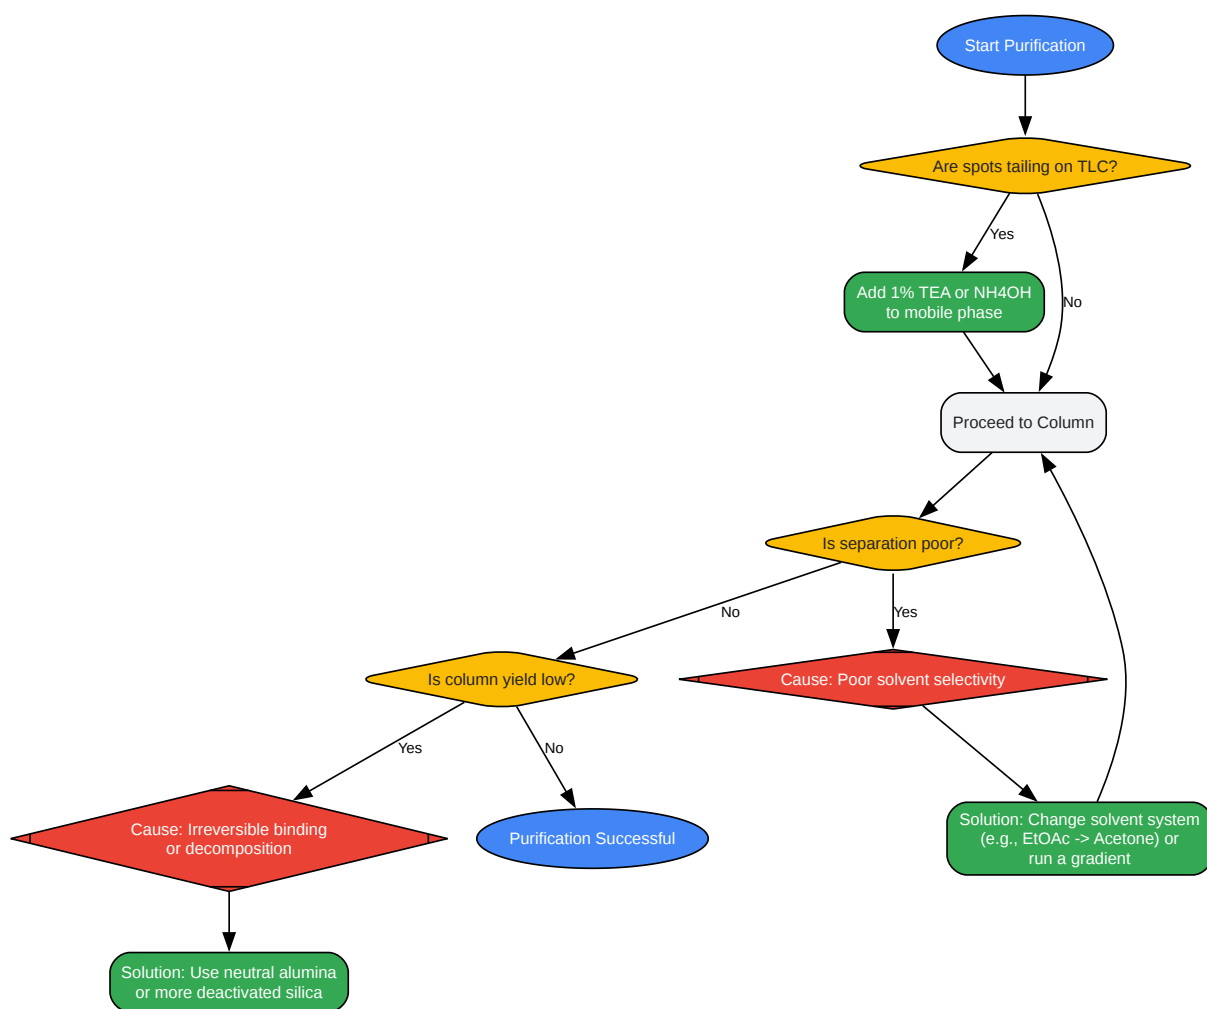 Start Purification
Are spots tailing on TLC?
Yes
Add 1% TEA or NH4OH
to mobile phase
No
Proceed to Column
Is separation poor?
No
Yes
Is column yield low?
Cause: Poor solvent selectivity
Yes
No
Cause: Irreversible binding
or decomposition
Purification Successful
Solution: Change solvent system
(e.g., EtOAc -> Acetone) or
run a gradient
Solution: Use neutral alumina
or more deactivated silica